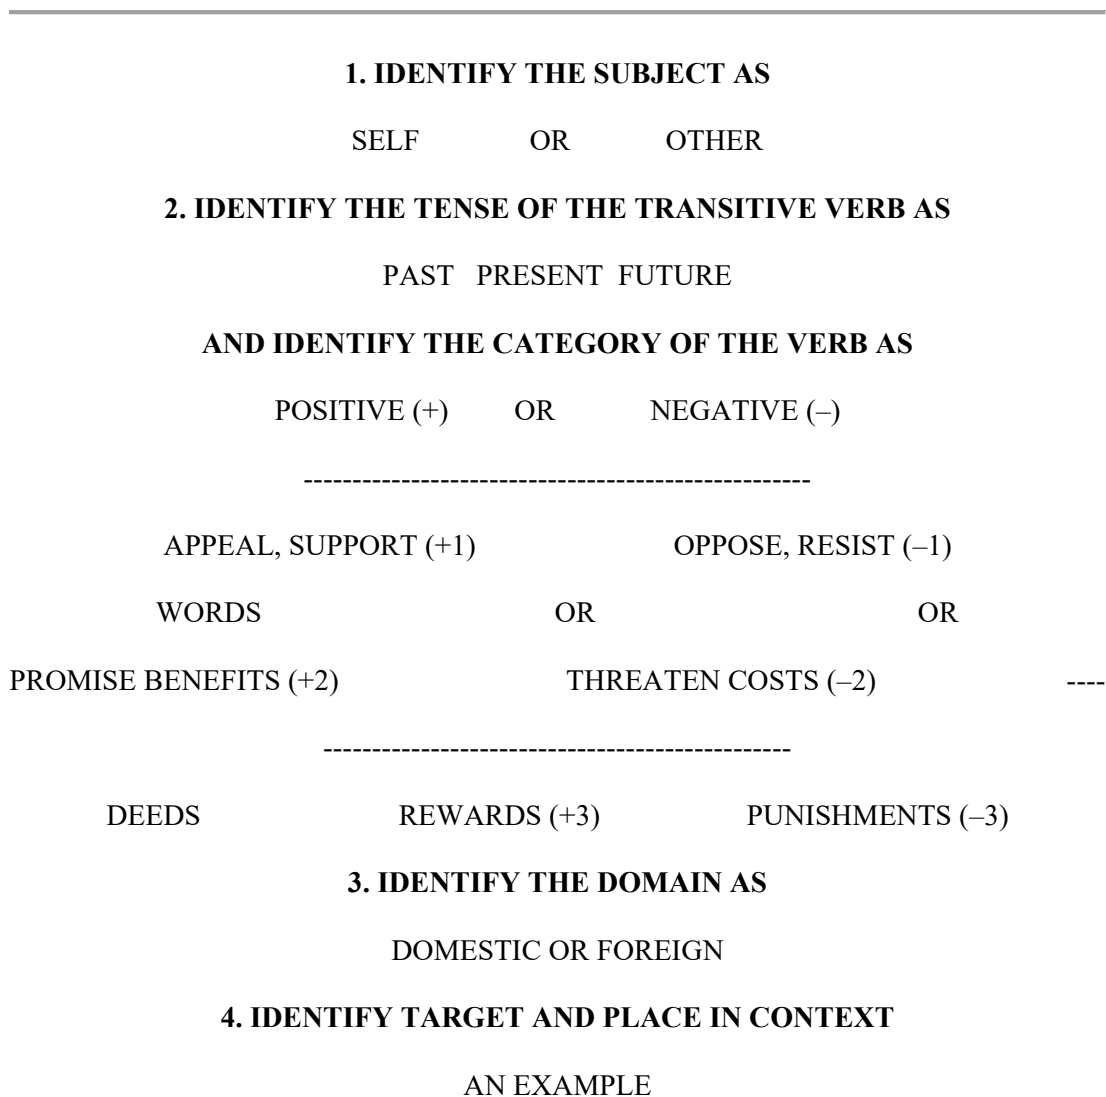 1. IDENTIFY THE SUBJECT AS
SELF OR OTHER
2. IDENTIFY THE TENSE OF THE TRANSITIVE VERB AS
PAST PRESENT FUTURE
AND IDENTIFY THE CATEGORY OF THE VERB AS
POSITIVE (+) OR NEGATIVE (–)
----------------------------------------------------
APPEAL, SUPPORT (+1) OPPOSE, RESIST (–1)
WORDS OR OR
PROMISE BENEFITS (+2) THREATEN COSTS (–2) ----
------------------------------------------------
DEEDS REWARDS (+3) PUNISHMENTS (–3)
3. IDENTIFY THE DOMAIN AS
DOMESTIC OR FOREIGN
4. IDENTIFY TARGET AND PLACE IN CONTEXT
AN EXAMPLE